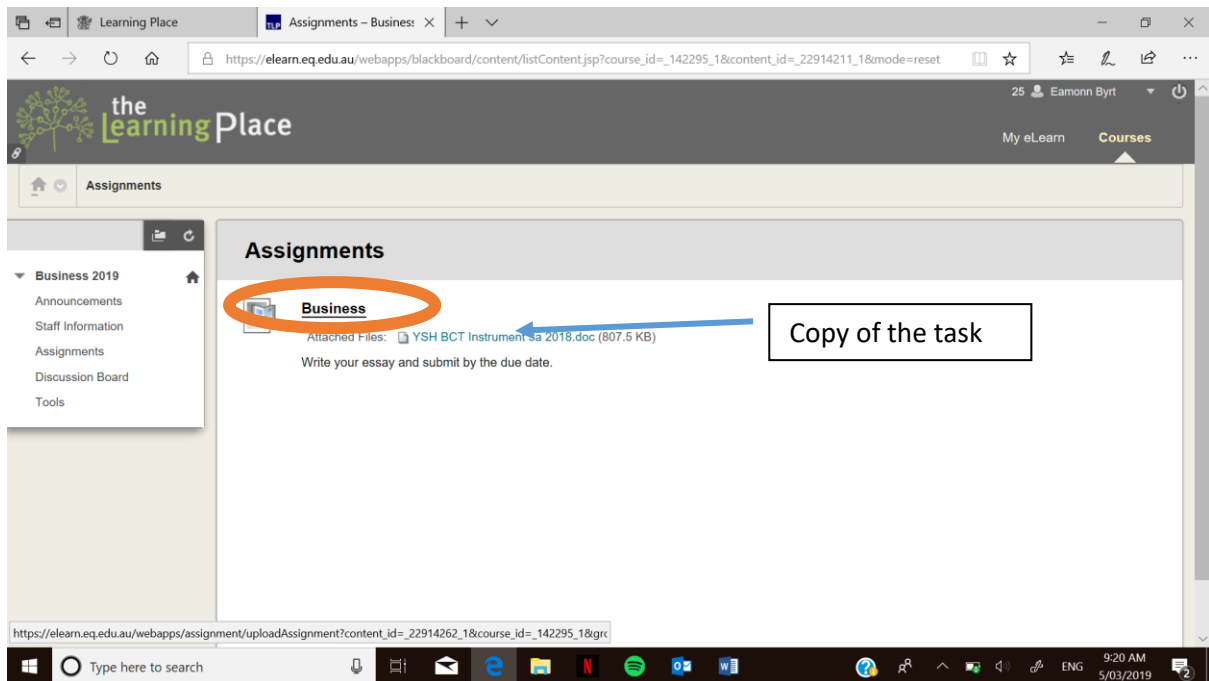 Learning Place
TLP Assignments – Business
https://elearn.eq.edu.au/webapps/blackboard/content/listContent.jsp?course_id=_142295_1&content_id=_22914211_1&mode=reset
25 Eamonn Byrt
the
Learning Place
My eLearn Courses
Assignments
Assignments
Business 2019
Announcements
Staff Information
Assignments
Discussion Board
Tools
Business
Attached Files: YSH BCT Instrument 3a 2018.doc (807.5 KB)
Write your essay and submit by the due date.
Copy of the task
https://elearn.eq.edu.au/webapps/assignment/uploadAssignment?content_id=_22914262_1&course_id=_142295_1&grc
Type here to search
ENG
9:20 AM
5/03/2019
2